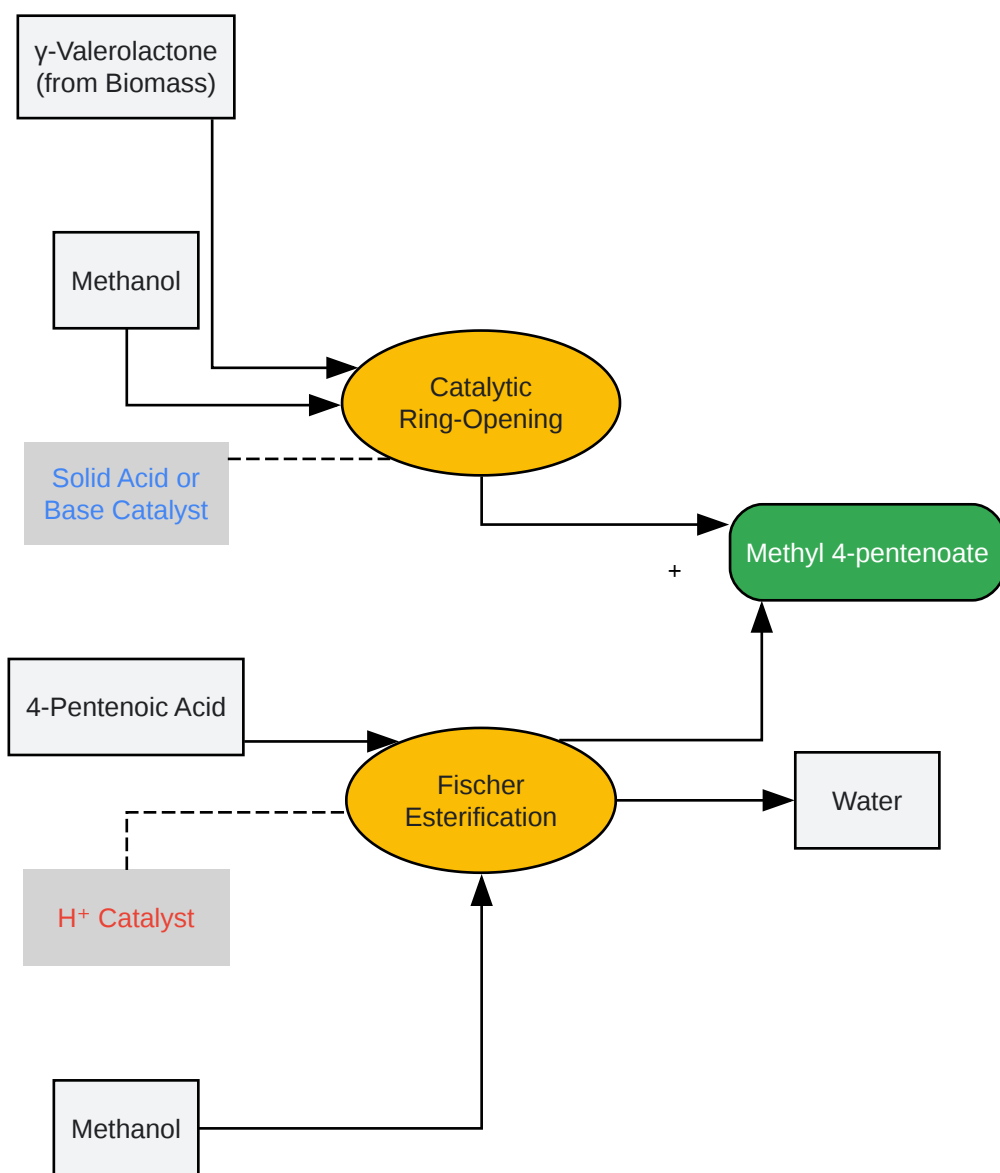 γ-Valerolactone
(from Biomass)
Methanol
Catalytic
Ring-Opening
Solid Acid or
Base Catalyst
Methyl 4-pentenoate
+
4-Pentenoic Acid
Fischer
Esterification
Water
H⁺ Catalyst
Methanol